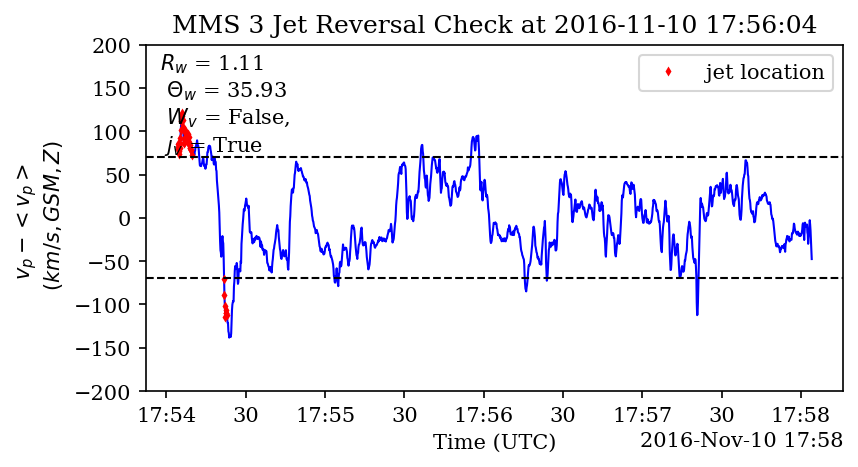 MMS 3 Jet Reversal Check at 2016-11-10 17:56:04
R_w = 1.11
Θ_w = 35.93
W_v = False,
j_v = True
jet location
v_p − < v_p >
(km/s, GSM, Z)
200
150
100
50
0
−50
−100
−150
−200
17:54 30 17:55 30 17:56 30 17:57 30 17:58
Time (UTC)
2016-Nov-10 17:58